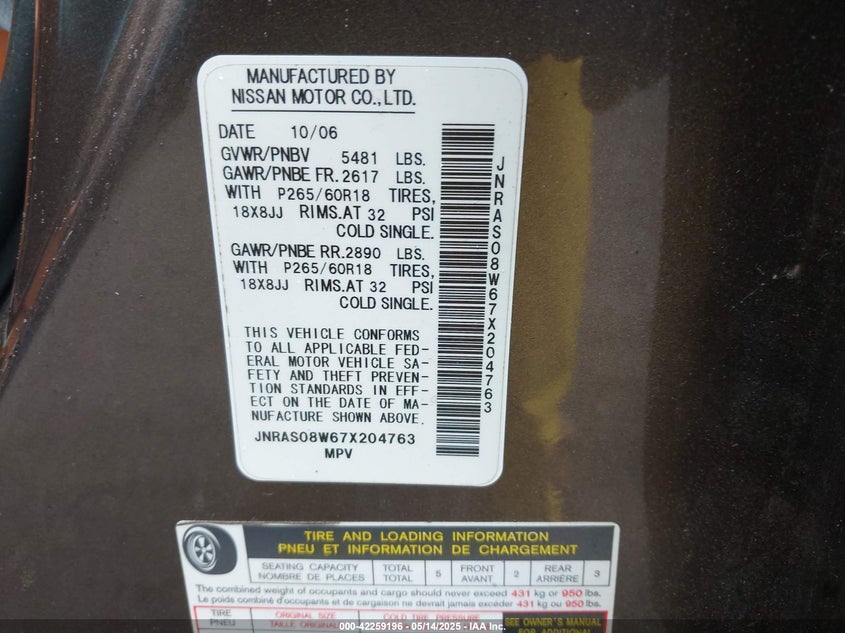 MANUFACTURED BY
NISSAN MOTOR CO.,LTD.
DATE 10/06
GVWR/PNBV 5481 LBS.
GAWR/PNBE FR. 2617 LBS.
WITH P265/60R18 TIRES,
18X8JJ RIMS.AT 32 PSI
COLD SINGLE.
GAWR/PNBE RR. 2890 LBS.
WITH P265/60R18 TIRES,
18X8JJ RIMS.AT 32 PSI
COLD SINGLE.
THIS VEHICLE CONFORMS
TO ALL APPLICABLE FED-
ERAL MOTOR VEHICLE SA-
FETY AND THEFT PREVEN-
TION STANDARDS IN EFF-
ECT ON THE DATE OF MA-
NUFACTURE SHOWN ABOVE.
JNRAS08W67X204763
MPV
JNRAS08W67X204763
TIRE AND LOADING INFORMATION
PNEU ET INFORMATION DE CHARGEMENT
SEATING CAPACITY TOTAL 5 FRONT 2 REAR 3
NOMBRE DE PLACES TOTAL AVANT ARRIÈRE
The combined weight of occupants and cargo should never exceed 431 kg or 950 lbs.
Le poids combiné d'occupants et de cargaison ne devrait jamais excéder 431 kg ou 950 lbs.
TIRE ORIGINAL SIZE COLD TIRE PRESSURE SEE OWNER'S MANUAL
PNEU TAILLE ORIGINAL FOR ADDITIONAL
000-42259196 - 05/14/2025 - IAA Inc.